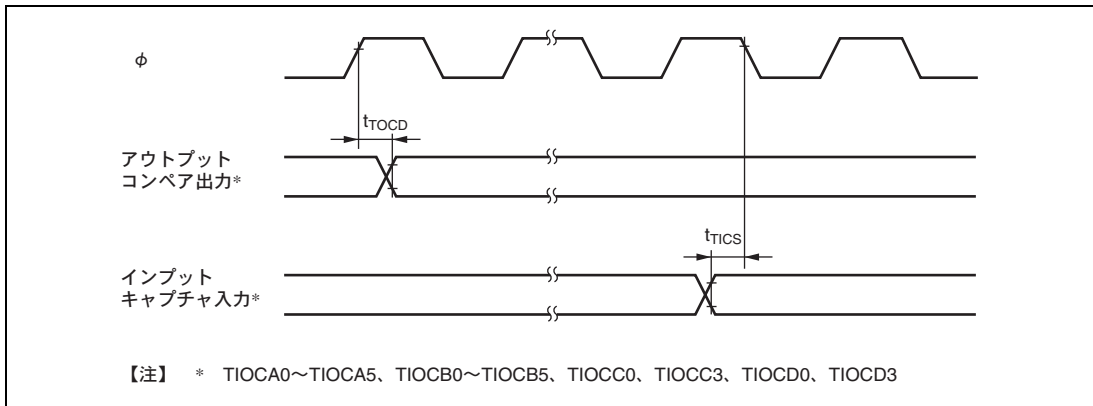 φ
tTOCD
アウトプット
コンペア出力*
tTICS
インプット
キャプチャ入力*
【注】 * TIOCA0～TIOCA5、TIOCB0～TIOCB5、TIOCC0、TIOCC3、TIOCD0、TIOCD3